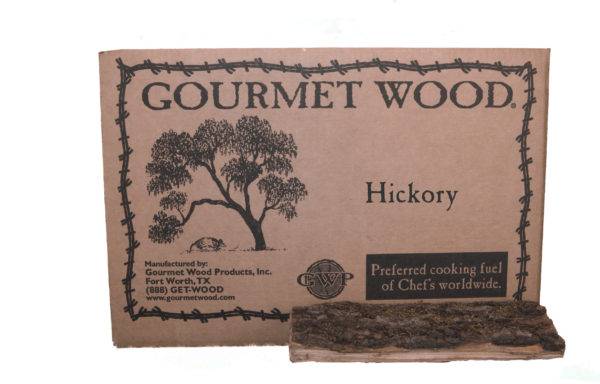 GOURMET WOOD®
Hickory
Manufactured by:
Gourmet Wood Products, Inc.
Fort Worth, TX
(888) GET-WOOD
www.gourmetwood.com
GWP
Preferred cooking fuel
of Chefs worldwide.